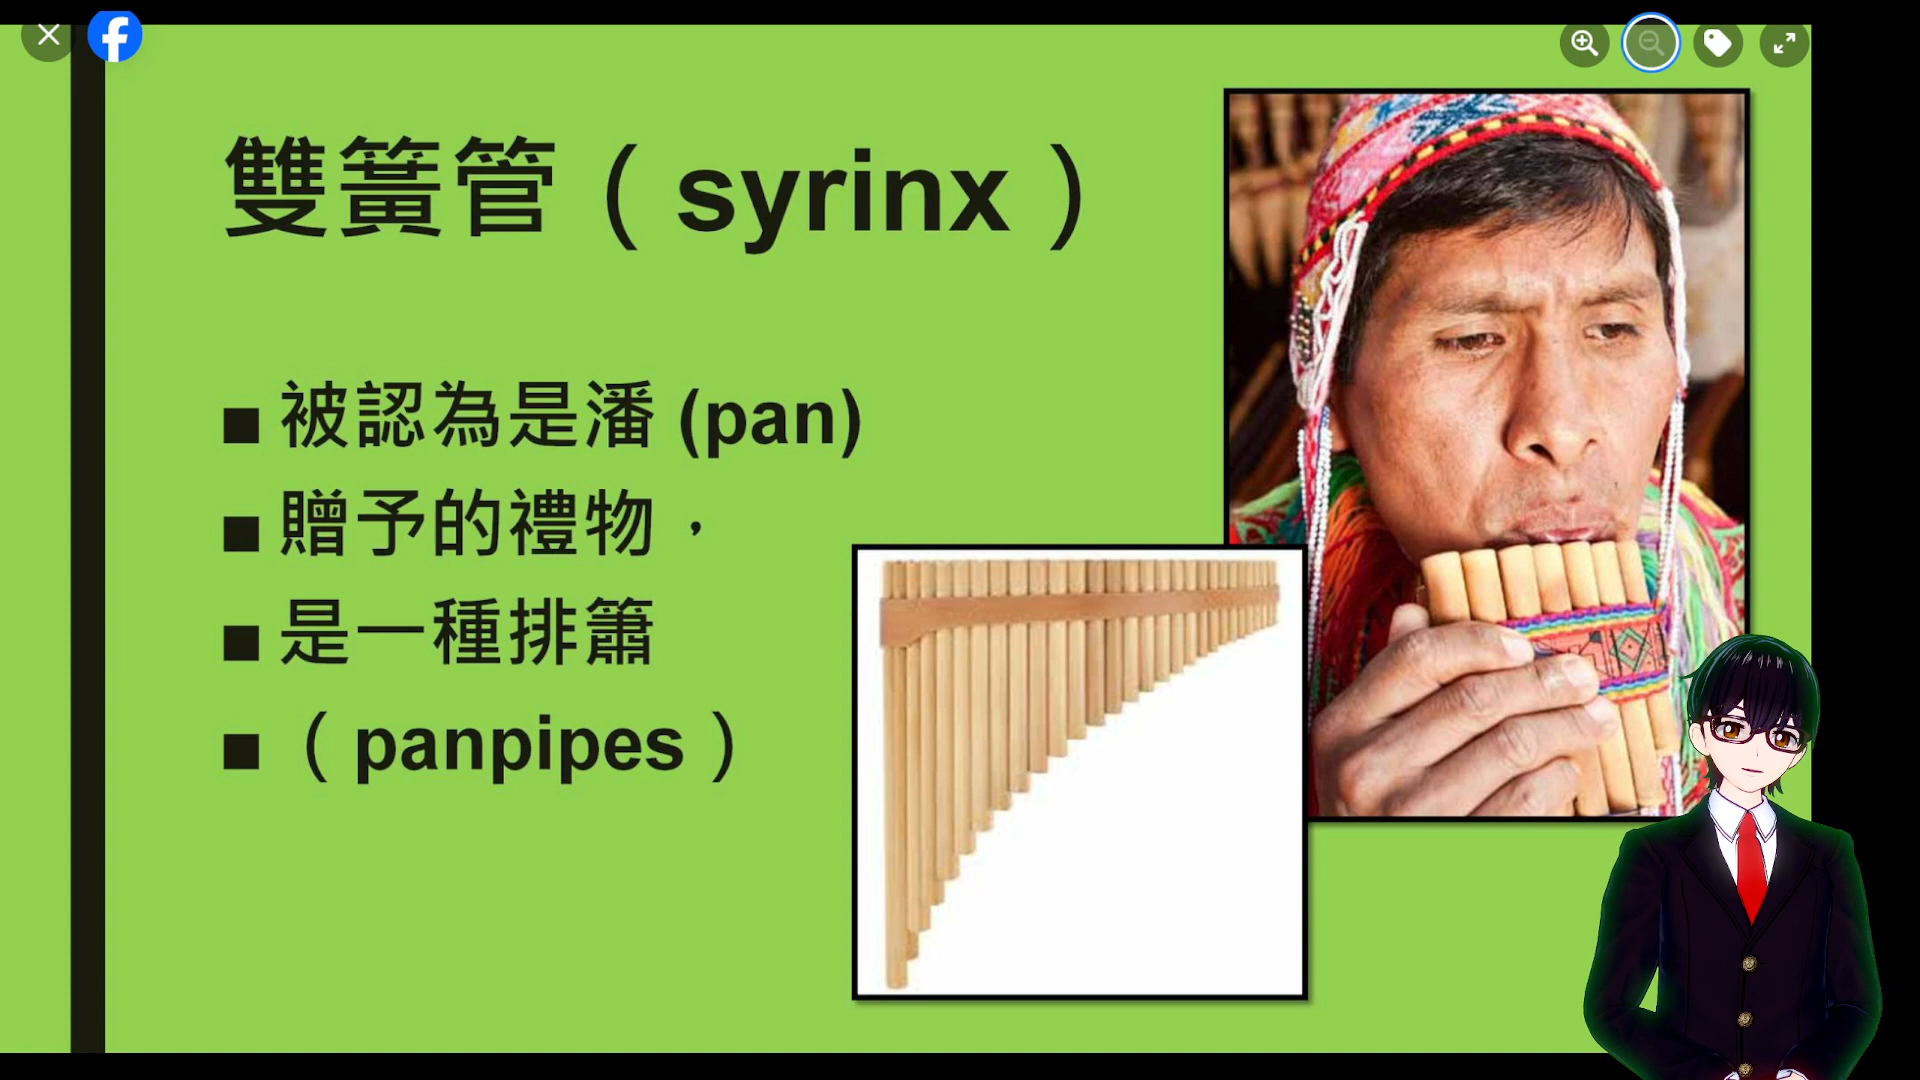 雙簧管（syrinx）
被認為是潘 (pan)
贈予的禮物，
是一種排簫
（panpipes）